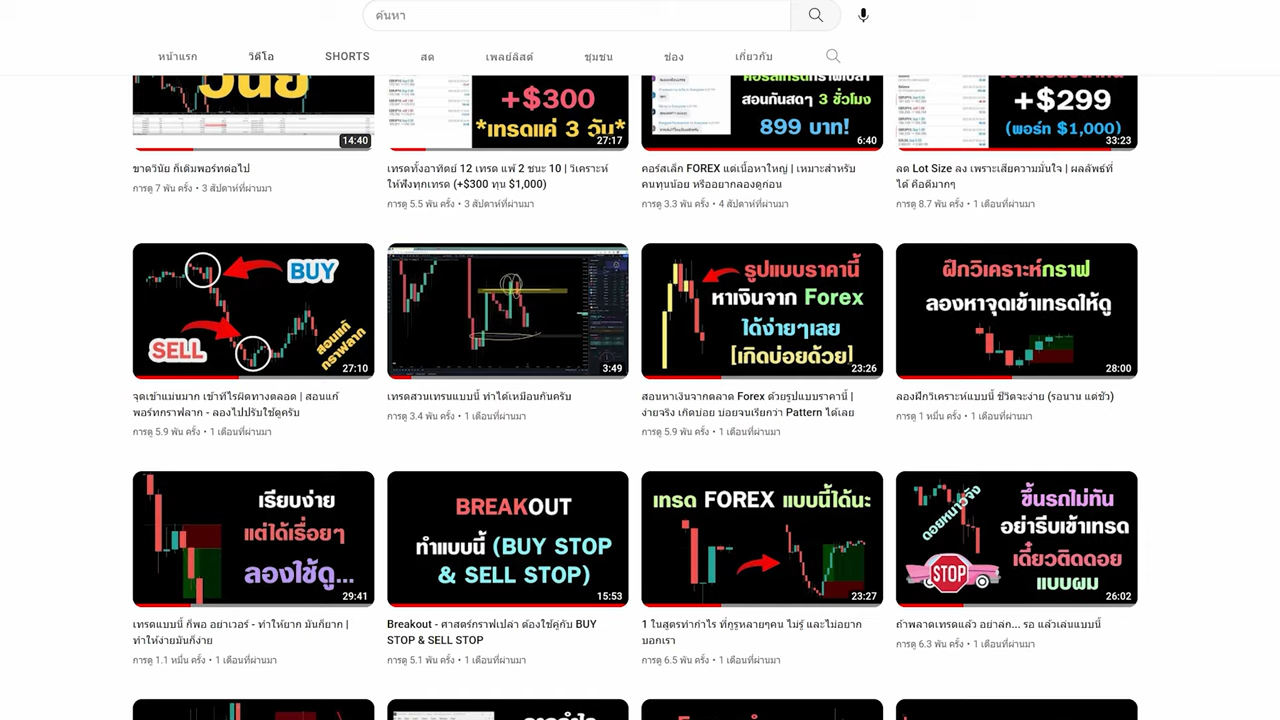 ค้นหา
หน้าแรก
วิดีโอ
SHORTS
สด
เพลย์ลิสต์
ชุมชน
ช่อง
เกี่ยวกับ
วินัย
14:40
+$300
*เทรดแค่ 3 วัน*
27:17
สอนกันสดๆ 3 ชั่วโมง
899 บาท!
6:40
+$299
(พอร์ท $1,000)
33:23
ขาดวินัย ก็เติมพอร์ทต่อไป
การดู 7 พัน ครั้ง • 3 สัปดาห์ที่ผ่านมา
เทรดทั้งอาทิตย์ 12 เทรด แพ้ 2 ชนะ 10 | วิเคราะห์
ให้ฟังทุกเทรด (+$300 ทุน $1,000)
การดู 5.5 พัน ครั้ง • 3 สัปดาห์ที่ผ่านมา
คอร์สเล็ก FOREX แต่เนื้อหาใหญ่ | เหมาะสำหรับ
คนทุนน้อย หรืออยากลองดูก่อน
การดู 3.3 พัน ครั้ง • 4 สัปดาห์ที่ผ่านมา
ลด Lot Size ลง เพราะเสียความมั่นใจ | ผลลัพธ์ที่
ได้ คือดีมากๆ
การดู 8.7 พัน ครั้ง • 1 เดือนที่ผ่านมา
BUY
SELL
สอนแก้
กราฟลาก
27:10
3:49
รูปแบบราคานี้
หาเงินจาก Forex
ได้ง่ายๆเลย
[เกิดบ่อยด้วย]
23:26
ฝึกวิเคราะห์กราฟ
ลองหาจุดเข้าเทรดให้ดู
28:00
จุดเข้าแม่นมาก เข้าทีไรผิดทางตลอด | สอนแก้
พอร์ทกราฟลาก - ลองไปปรับใช้ดูครับ
การดู 5.9 พัน ครั้ง • 1 เดือนที่ผ่านมา
เทรดสวนเทรนแบบนี้ ทำได้เหมือนกันครับ
การดู 3.4 พัน ครั้ง • 1 เดือนที่ผ่านมา
สอนหาเงินจากตลาด Forex ด้วยรูปแบบราคานี้ |
ง่ายจริง เกิดบ่อย บ่อยจนเรียกว่า Pattern ได้เลย
การดู 5.9 พัน ครั้ง • 1 เดือนที่ผ่านมา
ลองฝึกวิเคราะห์แบบนี้ ชีวิตจะง่าย (รอนาน แต่ชัว)
การดู 1 หมื่น ครั้ง • 1 เดือนที่ผ่านมา
เรียบง่าย
แต่ได้เรื่อยๆ
ลองใช้ดู...
29:41
BREAKOUT
ทำแบบนี้ (BUY STOP
& SELL STOP)
15:53
เทรด FOREX แบบนี้ได้นะ
23:27
ดอยหนาวจัง
ขึ้นรถไม่ทัน
อย่ารีบเข้าเทรด
เดี๋ยวติดดอย
แบบผม
STOP
26:02
เทรดแบบนี้ ก็พอ อย่าเวอร์ - ทำให้ยาก มันก็ยาก |
ทำให้ง่ายมันก็ง่าย
การดู 1.1 หมื่น ครั้ง • 1 เดือนที่ผ่านมา
Breakout - ศาสตร์กราฟเปล่า ต้องใช้คู่กับ BUY
STOP & SELL STOP
การดู 5.1 พัน ครั้ง • 1 เดือนที่ผ่านมา
1 ในสูตรทำกำไร ที่กูรูหลายๆคน ไม่รู้ และไม่อยาก
บอกเรา
การดู 6.5 พัน ครั้ง • 1 เดือนที่ผ่านมา
ถ้าพลาดเทรดแล้ว อย่าล่ก... รอ แล้วเล่นแบบนี้
การดู 6.3 พัน ครั้ง • 1 เดือนที่ผ่านมา